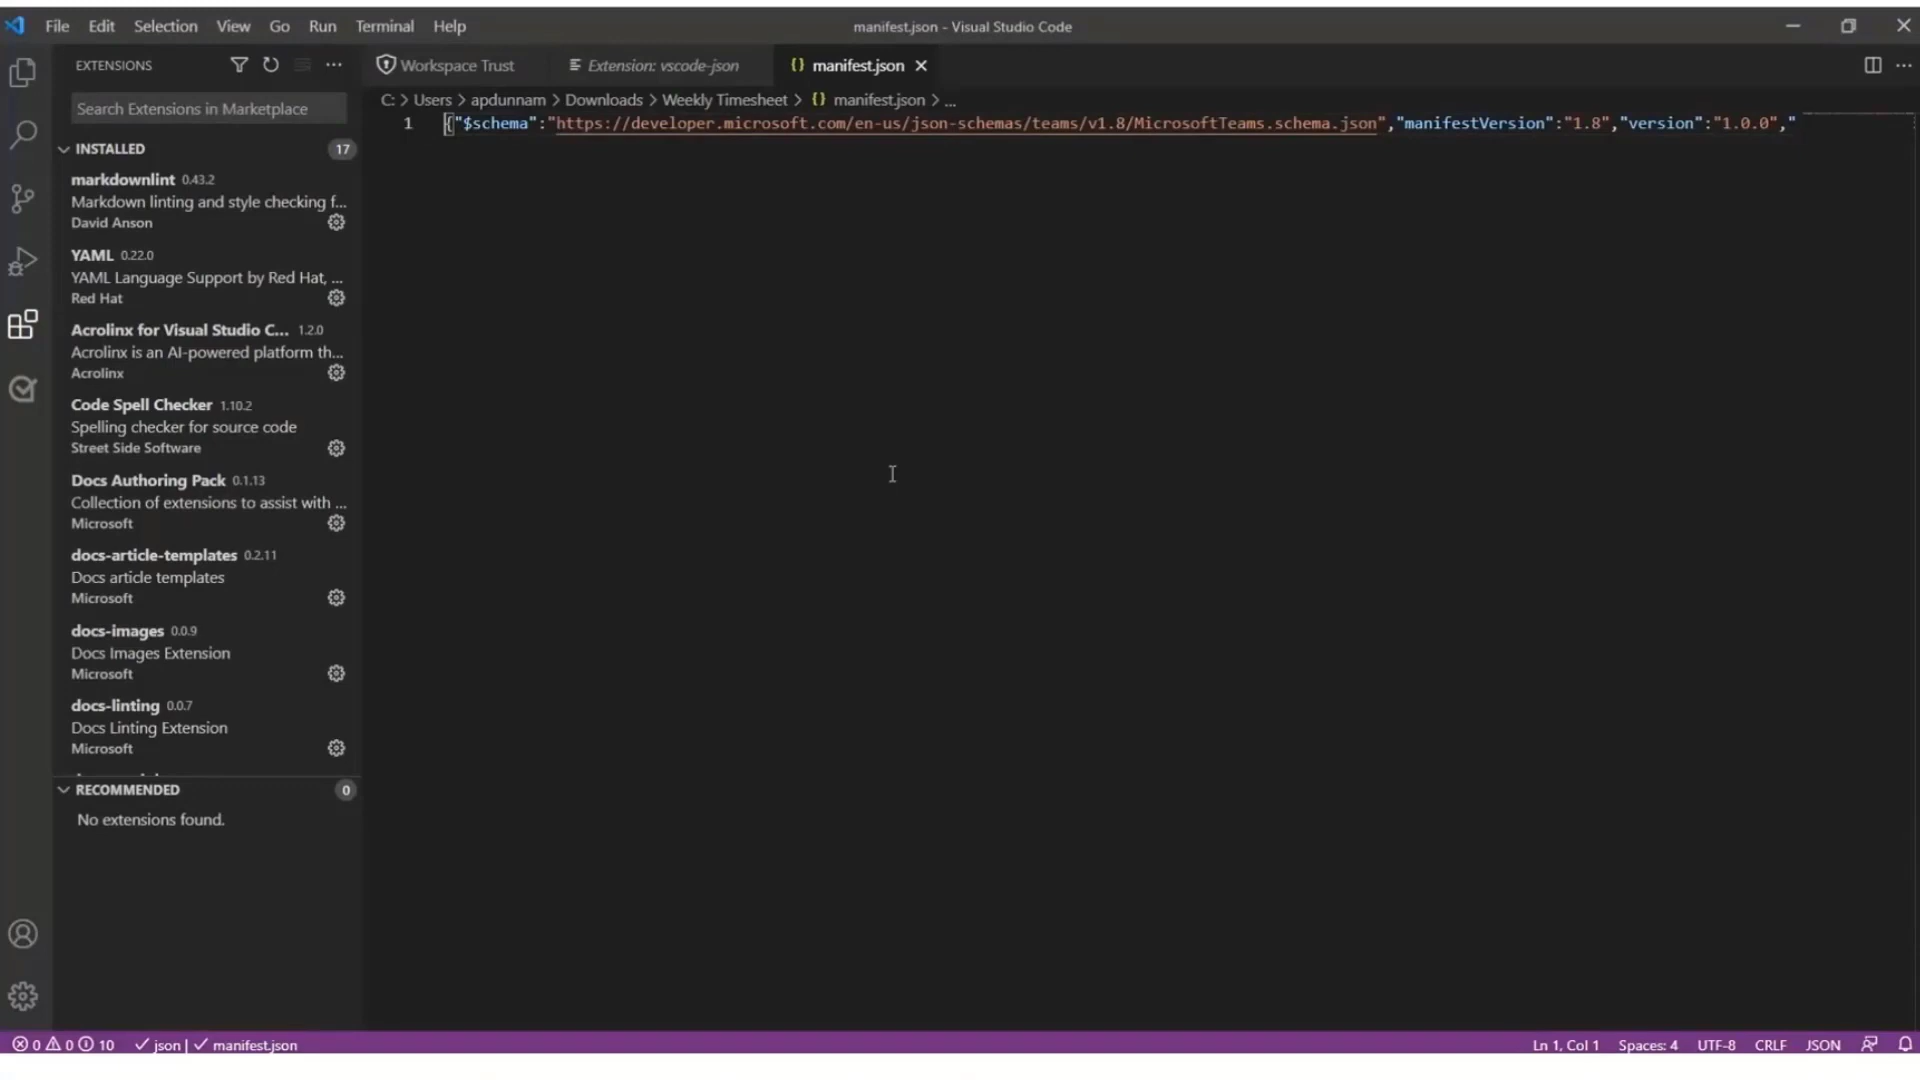 File Edit Selection View Go Run Terminal Help
manifest.json - Visual Studio Code
EXTENSIONS
Workspace Trust
Extension: vscode-json
{} manifest.json
Search Extensions in Marketplace
C: > Users > apdunnam > Downloads > Weekly Timesheet > {} manifest.json > ...
1 {"$schema":"https://developer.microsoft.com/en-us/json-schemas/teams/v1.8/MicrosoftTeams.schema.json","manifestVersion":"1.8","version":"1.0.0","
INSTALLED 17
markdownlint 0.43.2
Markdown linting and style checking f...
David Anson
YAML 0.22.0
YAML Language Support by Red Hat, ...
Red Hat
Acrolinx for Visual Studio C... 1.2.0
Acrolinx is an AI-powered platform th...
Acrolinx
Code Spell Checker 1.10.2
Spelling checker for source code
Street Side Software
Docs Authoring Pack 0.1.13
Collection of extensions to assist with ...
Microsoft
docs-article-templates 0.2.11
Docs article templates
Microsoft
docs-images 0.0.9
Docs Images Extension
Microsoft
docs-linting 0.0.7
Docs Linting Extension
Microsoft
RECOMMENDED 0
No extensions found.
0 0 10 json | manifest.json
Ln 1, Col 1 Spaces: 4 UTF-8 CRLF JSON